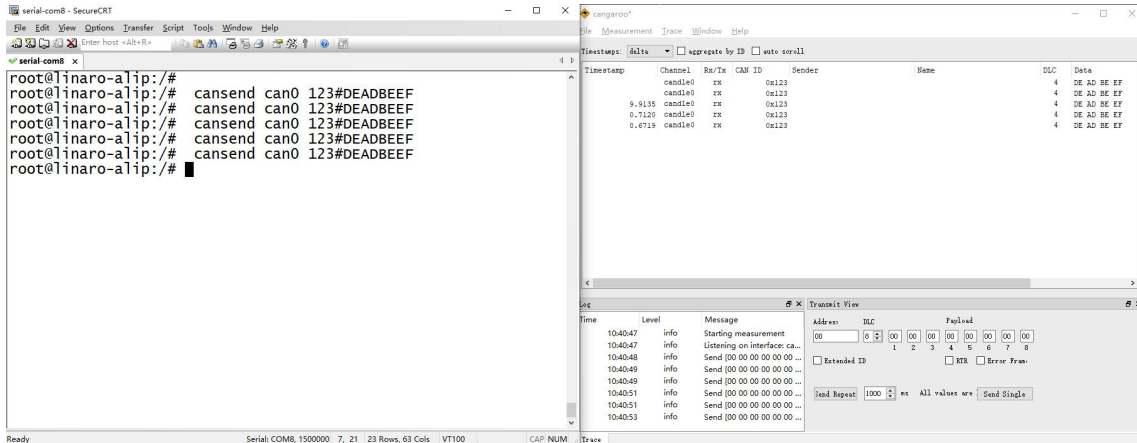 serial-com8 - SecureCRT
File Edit View Options Transfer Script Tools Window Help
Enter host <Alt+R>
serial-com8
root@linaro-alip:/#
root@linaro-alip:/# cansend can0 123#DEADBEEF
root@linaro-alip:/# cansend can0 123#DEADBEEF
root@linaro-alip:/# cansend can0 123#DEADBEEF
root@linaro-alip:/# cansend can0 123#DEADBEEF
root@linaro-alip:/# cansend can0 123#DEADBEEF
root@linaro-alip:/#
Ready Serial: COM8, 1500000 7, 21 23 Rows, 63 Cols VT100 CAP NUM
cangaroo*
File Measurement Trace Window Help
Timestamps: delta aggregate by ID auto scroll
Timestamp Channel Rx/Tx CAN ID Sender Name DLC Data
candle0 rx 0x123 4 DE AD BE EF
candle0 rx 0x123 4 DE AD BE EF
9.9135 candle0 rx 0x123 4 DE AD BE EF
0.7120 candle0 rx 0x123 4 DE AD BE EF
0.6719 candle0 rx 0x123 4 DE AD BE EF
Log
Time Level Message
10:40:47 info Starting measurement
10:40:47 info Listening on interface: ca...
10:40:48 info Send [00 00 00 00 00 ...
10:40:49 info Send [00 00 00 00 00 ...
10:40:49 info Send [00 00 00 00 00 ...
10:40:51 info Send [00 00 00 00 00 ...
10:40:51 info Send [00 00 00 00 00 ...
10:40:53 info Send [00 00 00 00 00 ...
Transmit View
Address DLC Payload
00 8 00 00 00 00 00 00 00 00
1 2 3 4 5 6 7 8
Extended ID RTR Error Fram
Send Repeat 1000 ms All values are Send Single
Trace